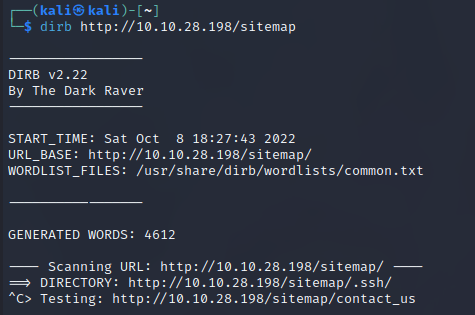 ┌──(kali㉿kali)-[~]
└─$ dirb http://10.10.28.198/sitemap
-----------------
DIRB v2.22
By The Dark Raver
-----------------
START_TIME: Sat Oct  8 18:27:43 2022
URL_BASE: http://10.10.28.198/sitemap/
WORDLIST_FILES: /usr/share/dirb/wordlists/common.txt
-----------------
GENERATED WORDS: 4612
---- Scanning URL: http://10.10.28.198/sitemap/ ----
==> DIRECTORY: http://10.10.28.198/sitemap/.ssh/
^C> Testing: http://10.10.28.198/sitemap/contact_us